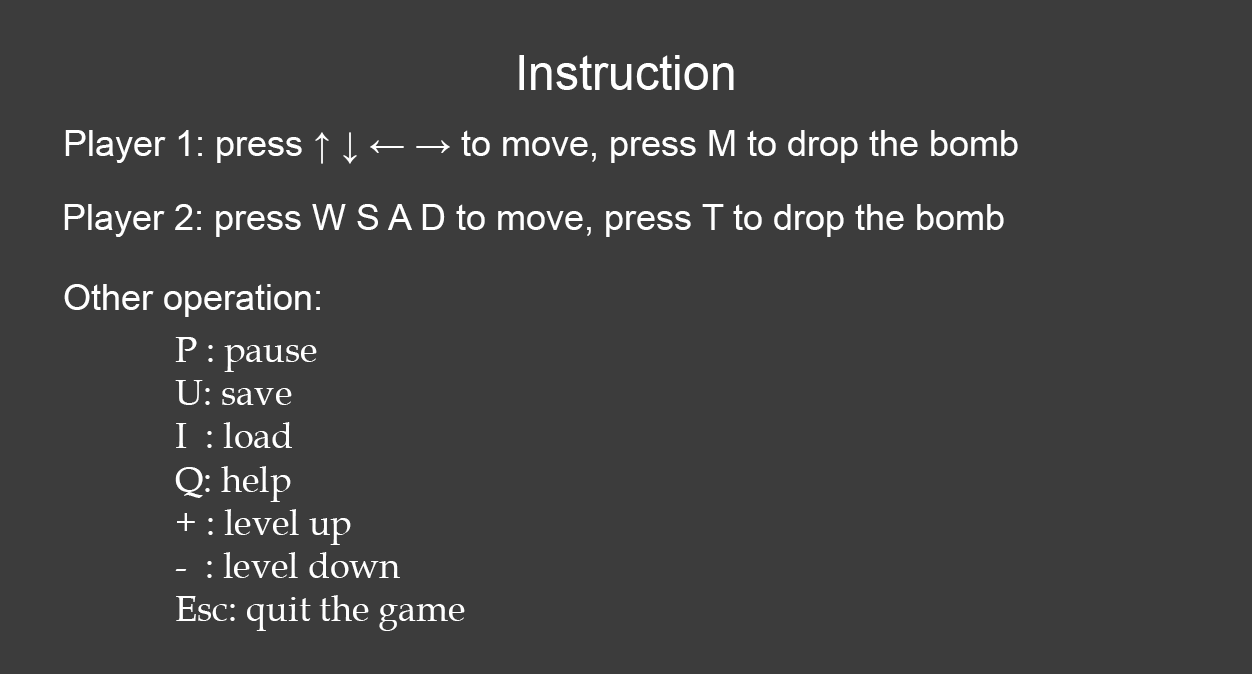 Instruction
Player 1: press ↑ ↓ ← → to move, press M to drop the bomb
Player 2: press W S A D to move, press T to drop the bomb
Other operation:
P : pause
U: save
I : load
Q: help
+ : level up
- : level down
Esc: quit the game